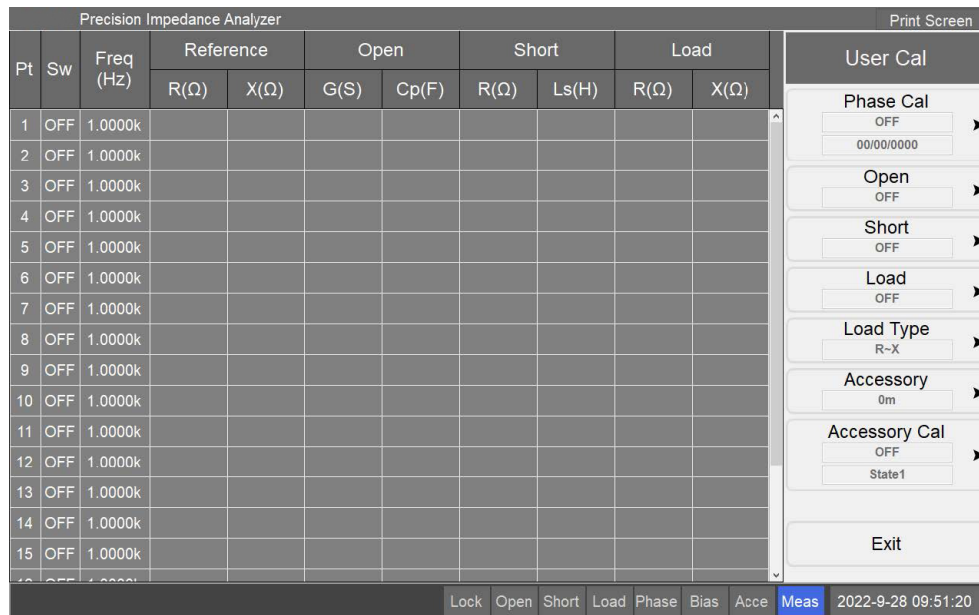 Precision Impedance Analyzer Print Screen
Pt Sw Freq (Hz) Reference Open Short Load
R(Ω) X(Ω) G(S) Cp(F) R(Ω) Ls(H) R(Ω) X(Ω)
1 OFF 1.0000k
2 OFF 1.0000k
3 OFF 1.0000k
4 OFF 1.0000k
5 OFF 1.0000k
6 OFF 1.0000k
7 OFF 1.0000k
8 OFF 1.0000k
9 OFF 1.0000k
10 OFF 1.0000k
11 OFF 1.0000k
12 OFF 1.0000k
13 OFF 1.0000k
14 OFF 1.0000k
15 OFF 1.0000k
User Cal
Phase Cal
OFF
00/00/0000
Open
OFF
Short
OFF
Load
OFF
Load Type
R~X
Accessory
0m
Accessory Cal
OFF
State1
Exit
Lock Open Short Load Phase Bias Acce Meas 2022-9-28 09:51:20